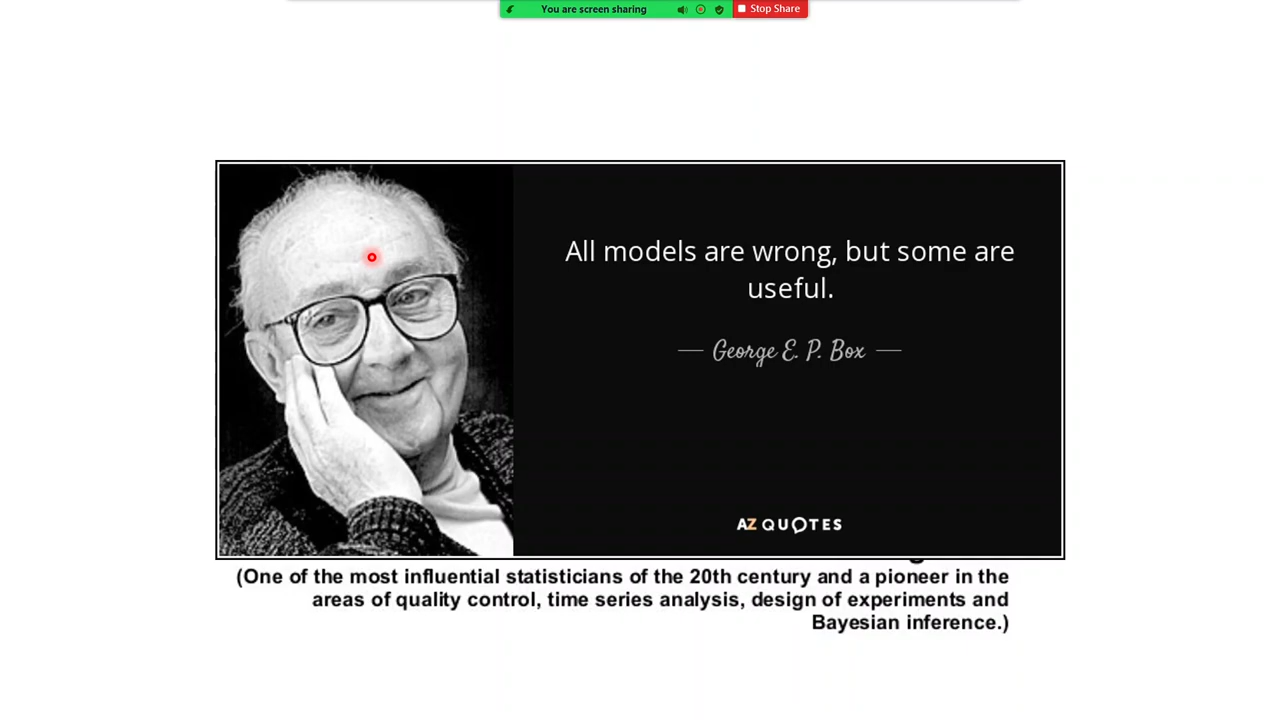 You are screen sharing
Stop Share
All models are wrong, but some are
useful.
George E. P. Box
AZ QUOTES
(One of the most influential statisticians of the 20th century and a pioneer in the
areas of quality control, time series analysis, design of experiments and
Bayesian inference.)